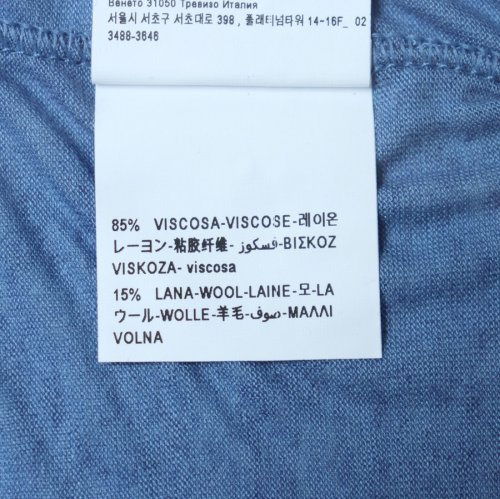 Венето 31050 Тревизо Италия
서울시 서초구 서초대로 398 , 플래티넘타워 14-16F_ 02
3488-3646
85% VISCOSA-VISCOSE-레이온
レーヨン-粘胶纤维- فسكوز-ΒΙΣΚΟΖ
VISKOZA- viscosa
15% LANA-WOOL-LAINE-모-LA
ウール-WOLLE-羊毛-صوف-ΜΑΛΛΙ
VOLNA